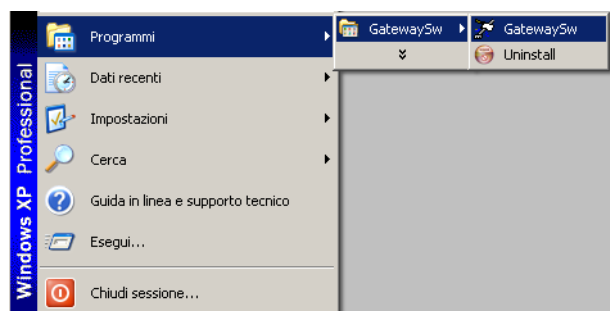 Windows XP Professional
Programmi
GatewaySw
GatewaySw
Uninstall
Dati recenti
Impostazioni
Cerca
Guida in linea e supporto tecnico
Esegui...
Chiudi sessione...